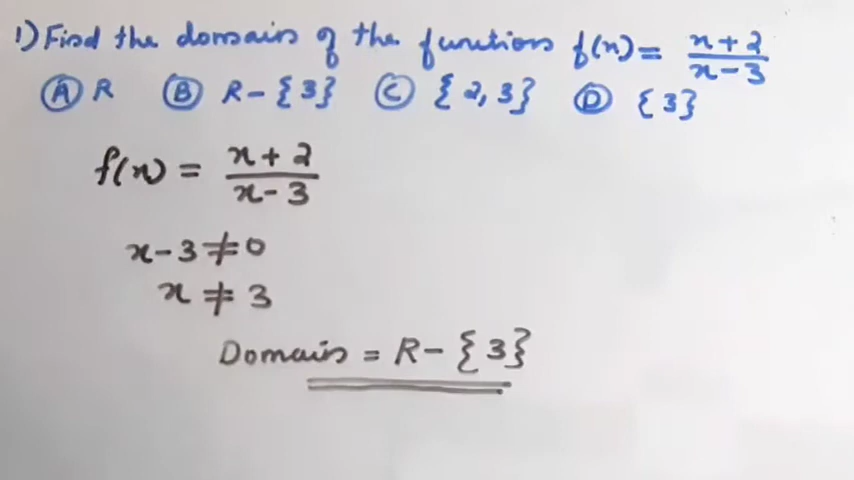 1) Find the domain of the function f(x) = x+2 / x-3
(A) R (B) R-{3} (C) {2,3} (D) {3}
f(x) = x+2 / x-3
x-3≠0
x ≠ 3
Domain = R-{3}